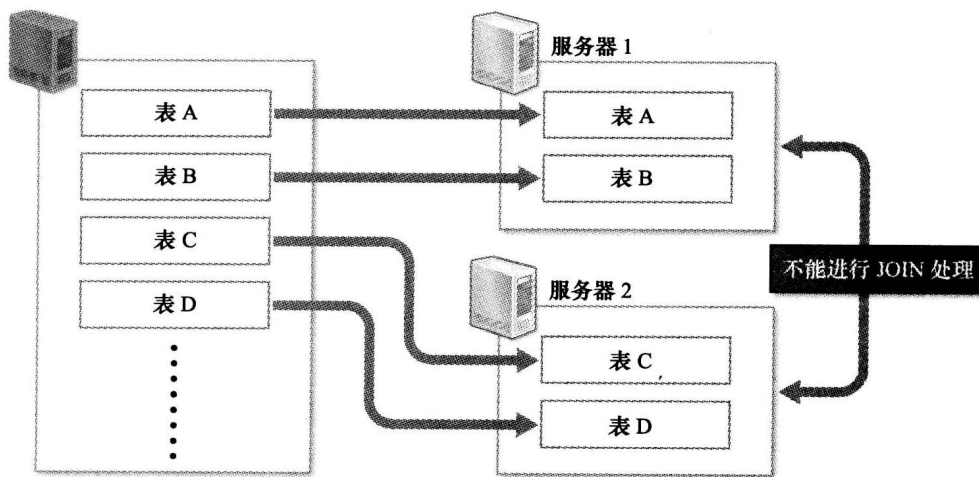 表 A
表 B
表 C
表 D
服务器 1
表 A
表 B
服务器 2
表 C
表 D
不能进行 JOIN 处理